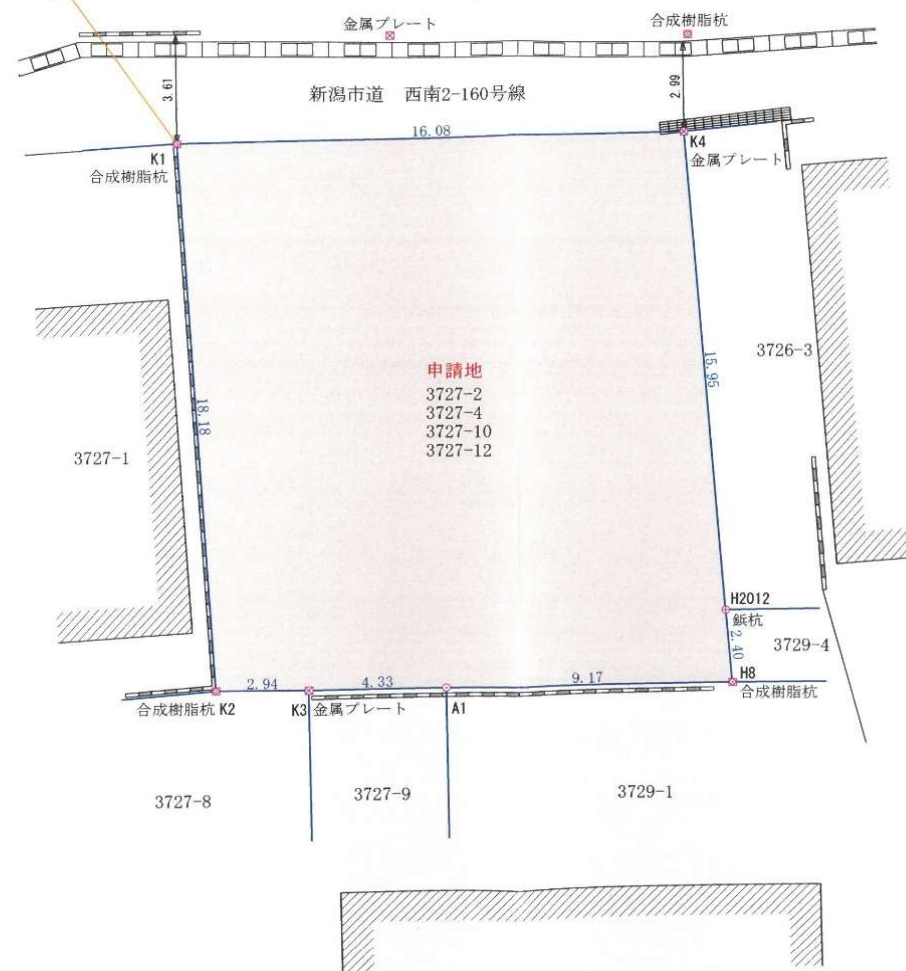 金属プレート
合成樹脂杭
3.61
新潟市道 西南2-160号線
2.99
16.08
K1
合成樹脂杭
K4
金属プレート
申請地
3727-2
3727-4
3727-10
3727-12
15.95
3726-3
18.18
3727-1
H2012
鋲杭
2.40
3729-4
H8
合成樹脂杭
2.94
4.33
9.17
合成樹脂杭 K2
K3 金属プレート
A1
3727-8
3727-9
3729-1